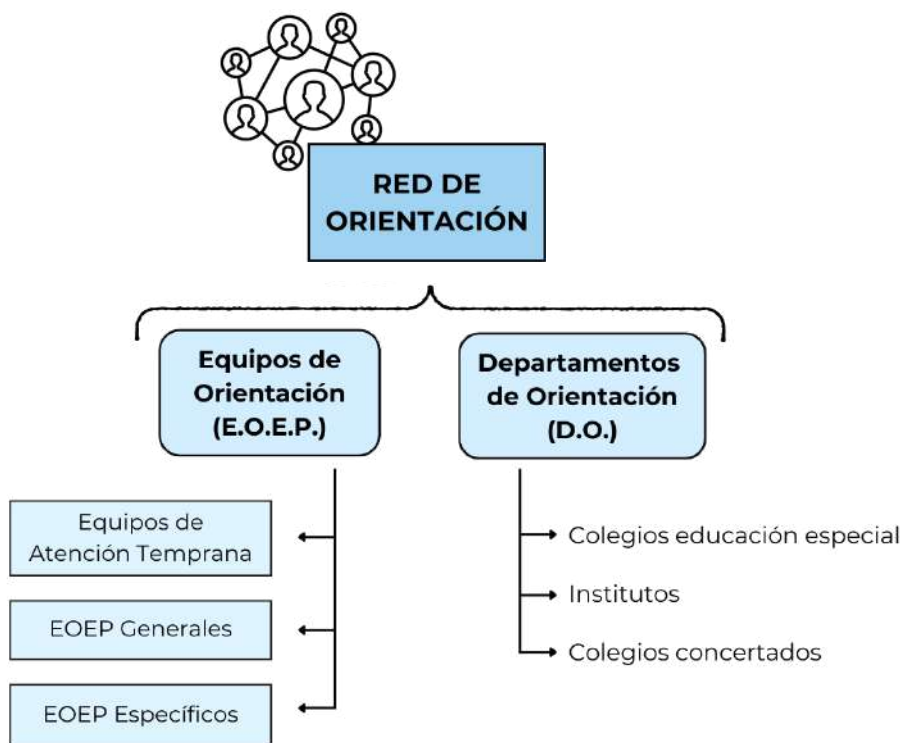 RED DE
ORIENTACIÓN
Equipos de
Orientación
(E.O.E.P.)
Departamentos
de Orientación
(D.O.)
Equipos de
Atención Temprana
EOEP Generales
EOEP Específicos
Colegios educación especial
Institutos
Colegios concertados